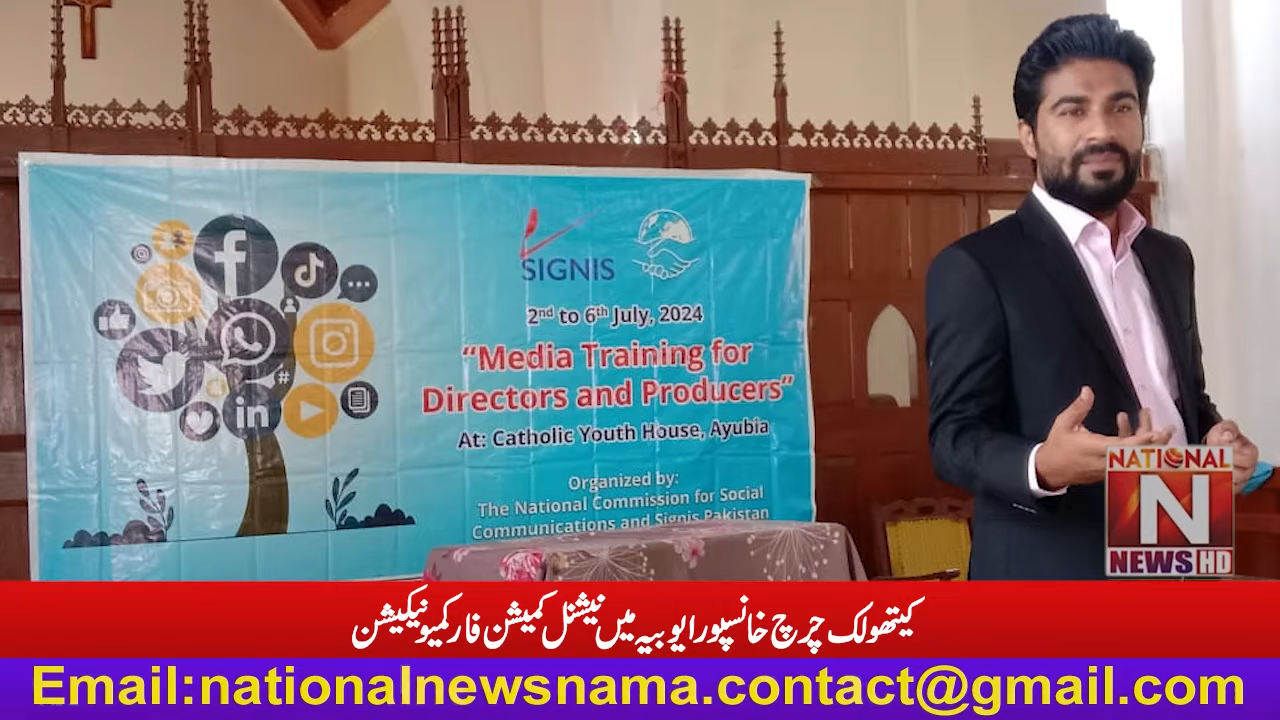 SIGNIS
2nd to 6th July, 2024
“Media Training for
Directors and Producers”
At: Catholic Youth House, Ayubia
Organized by:
The National Commission for Social
Communications and Signis Pakistan
f
in
#
NATIONAL
N
NEWS HD
کیتھولک چرچ خانسپور ایوبیہ میں نیشنل کمیشن فار کمیونیکیشن
Email:nationalnewsnama.contact@gmail.com